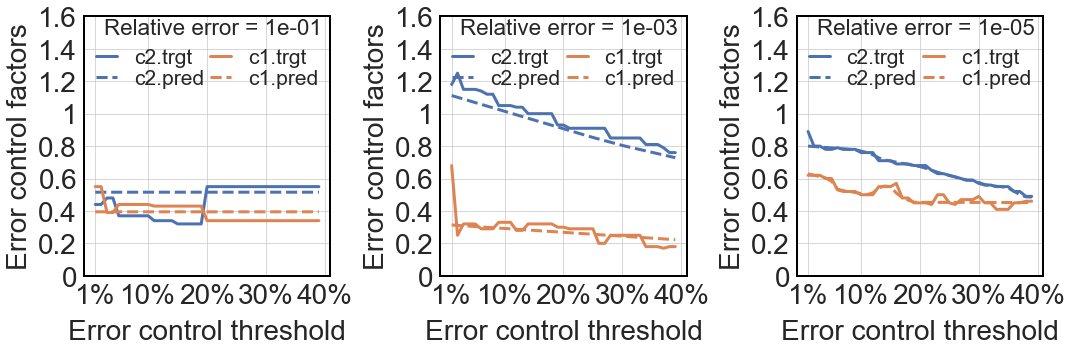 Error control factors
1.6
1.4
1.2
1
0.8
0.6
0.4
0.2
0
Relative error = 1e-01
c2.trgt c1.trgt
c2.pred c1.pred
1% 10% 20% 30% 40%
Error control threshold
Error control factors
1.6
1.4
1.2
1
0.8
0.6
0.4
0.2
0
Relative error = 1e-03
c2.trgt c1.trgt
c2.pred c1.pred
1% 10% 20% 30% 40%
Error control threshold
Error control factors
1.6
1.4
1.2
1
0.8
0.6
0.4
0.2
0
Relative error = 1e-05
c2.trgt c1.trgt
c2.pred c1.pred
1% 10% 20% 30% 40%
Error control threshold